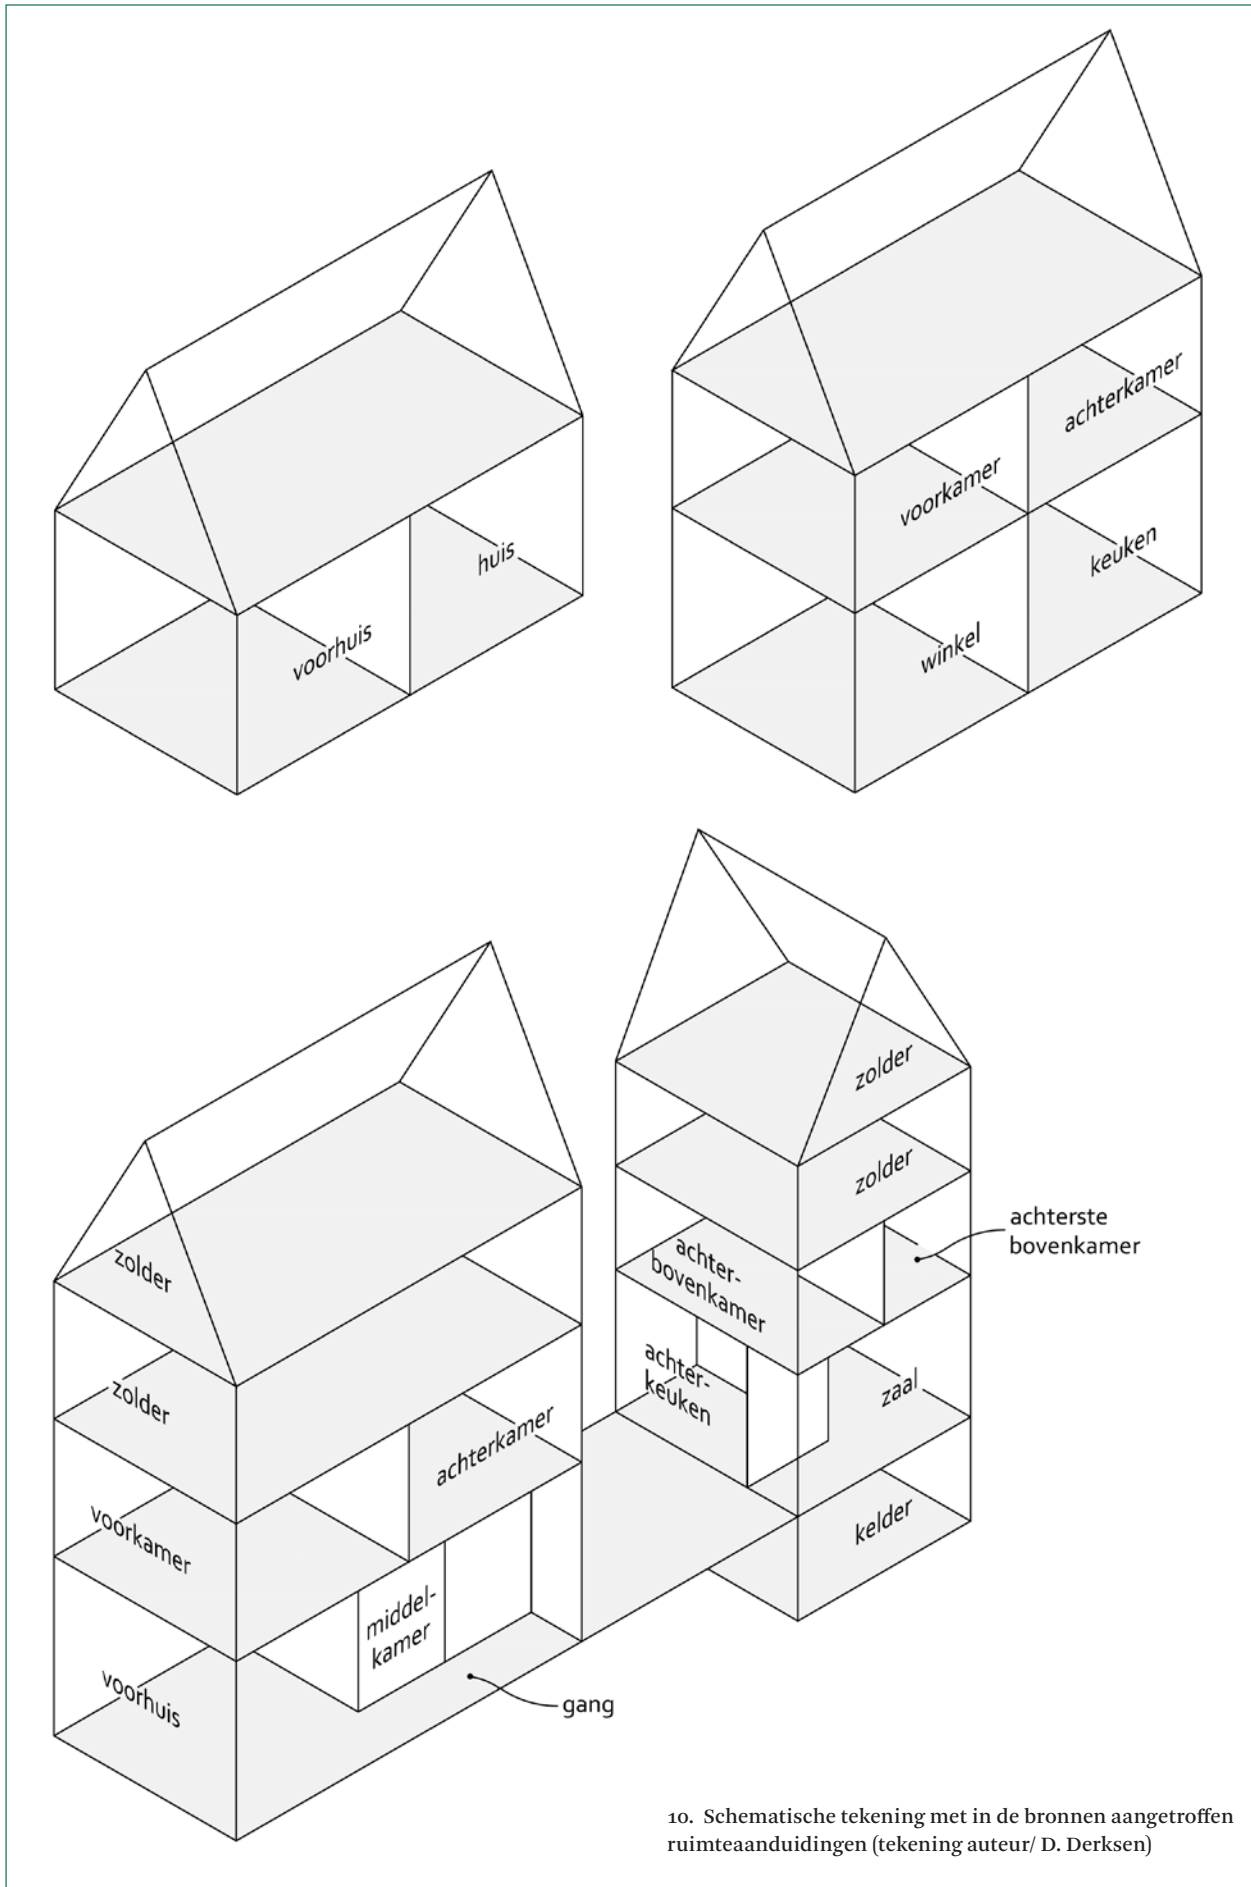 huis
voorhuis
achterkamer
voorkamer
keuken
winkel
zolder
zolder
achterste
bovenkamer
achter-
bovenkamer
achter-
keuken
zaal
kelder
zolder
zolder
achterkamer
voorkamer
middel-
kamer
voorhuis
gang
10. Schematische tekening met in de bronnen aangetroffen
ruimteaanduidingen (tekening auteur/ D. Derksen)